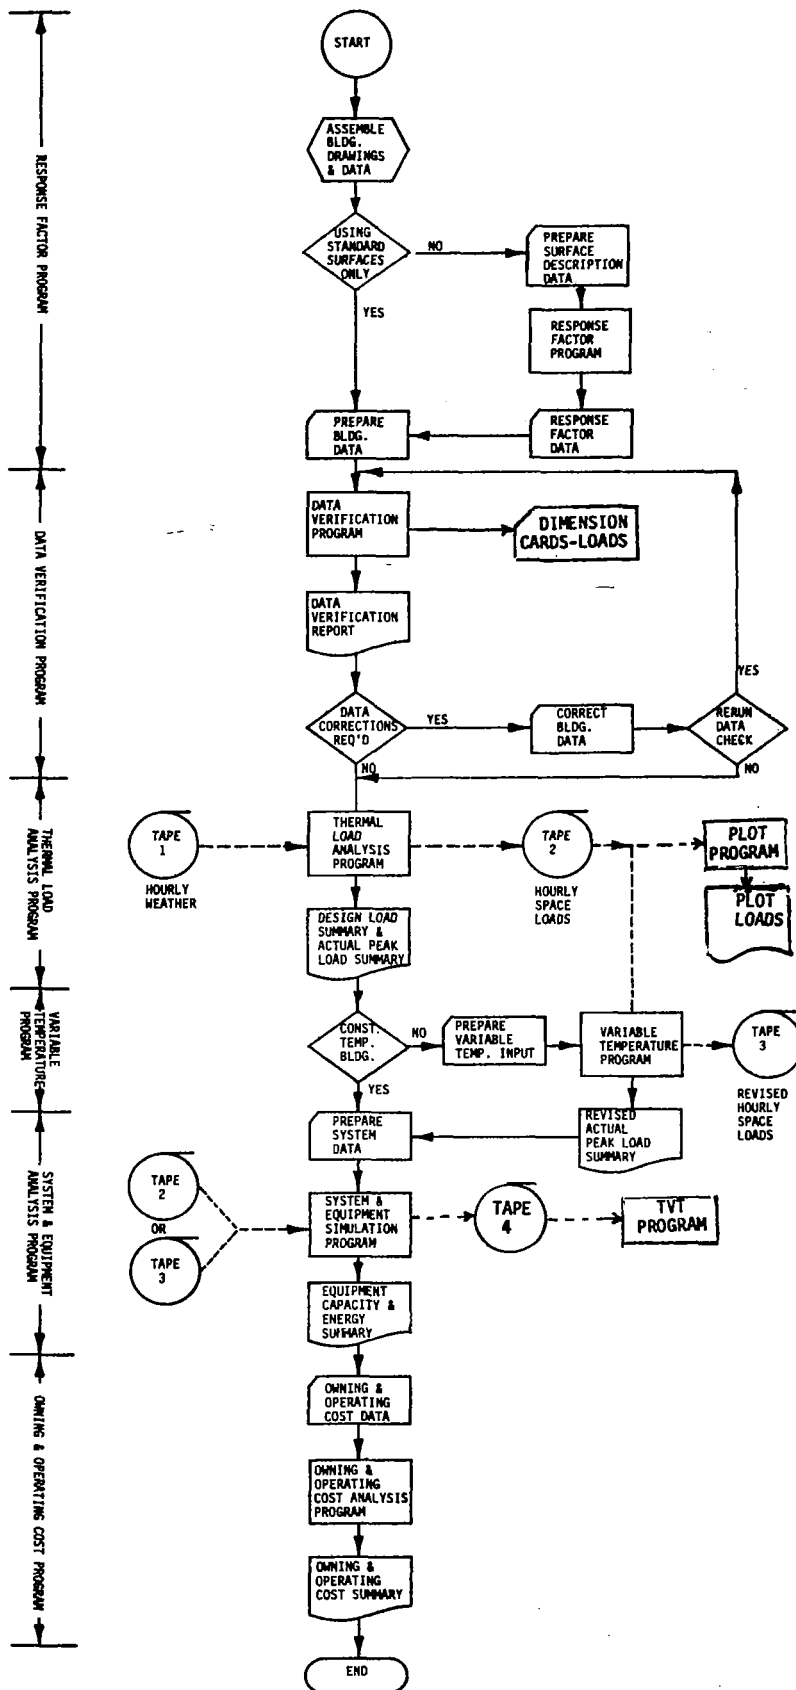 START
ASSEMBLE
BLDG.
DRAWINGS
& DATA
USING
STANDARD
SURFACES
ONLY
NO
YES
PREPARE
SURFACE
DESCRIPTION
DATA
RESPONSE
FACTOR
PROGRAM
RESPONSE
FACTOR
DATA
PREPARE
BLDG.
DATA
RESPONSE FACTOR PROGRAM
DATA
VERIFICATION
PROGRAM
DIMENSION
CARDS-LOADS
DATA
VERIFICATION
REPORT
DATA
CORRECTIONS
REQ'D
YES
NO
CORRECT
BLDG.
DATA
RERUN
DATA
CHECK
YES
NO
DATA VERIFICATION PROGRAM
TAPE
1
HOURLY
WEATHER
THERMAL
LOAD
ANALYSIS
PROGRAM
TAPE
2
HOURLY
SPACE
LOADS
PLOT
PROGRAM
PLOT
LOADS
DESIGN LOAD
SUMMARY &
ACTUAL PEAK
LOAD SUMMARY
THERMAL LOAD
ANALYSIS PROGRAM
CONST.
TEMP.
BLDG.
NO
YES
PREPARE
VARIABLE
TEMP. INPUT
VARIABLE
TEMPERATURE
PROGRAM
TAPE
3
REVISED
HOURLY
SPACE
LOADS
REVISED
ACTUAL
PEAK LOAD
SUMMARY
VARIABLE
TEMPERATURE
PROGRAM
PREPARE
SYSTEM
DATA
TAPE
2
OR
TAPE
3
SYSTEM &
EQUIPMENT
SIMULATION
PROGRAM
TAPE
4
TVT
PROGRAM
EQUIPMENT
CAPACITY &
ENERGY
SUMMARY
SYSTEM & EQUIPMENT
ANALYSIS PROGRAM
OWNING &
OPERATING
COST DATA
OWNING &
OPERATING
COST ANALYSIS
PROGRAM
OWNING &
OPERATING
COST SUMMARY
OWNING & OPERATING COST PROGRAM
END